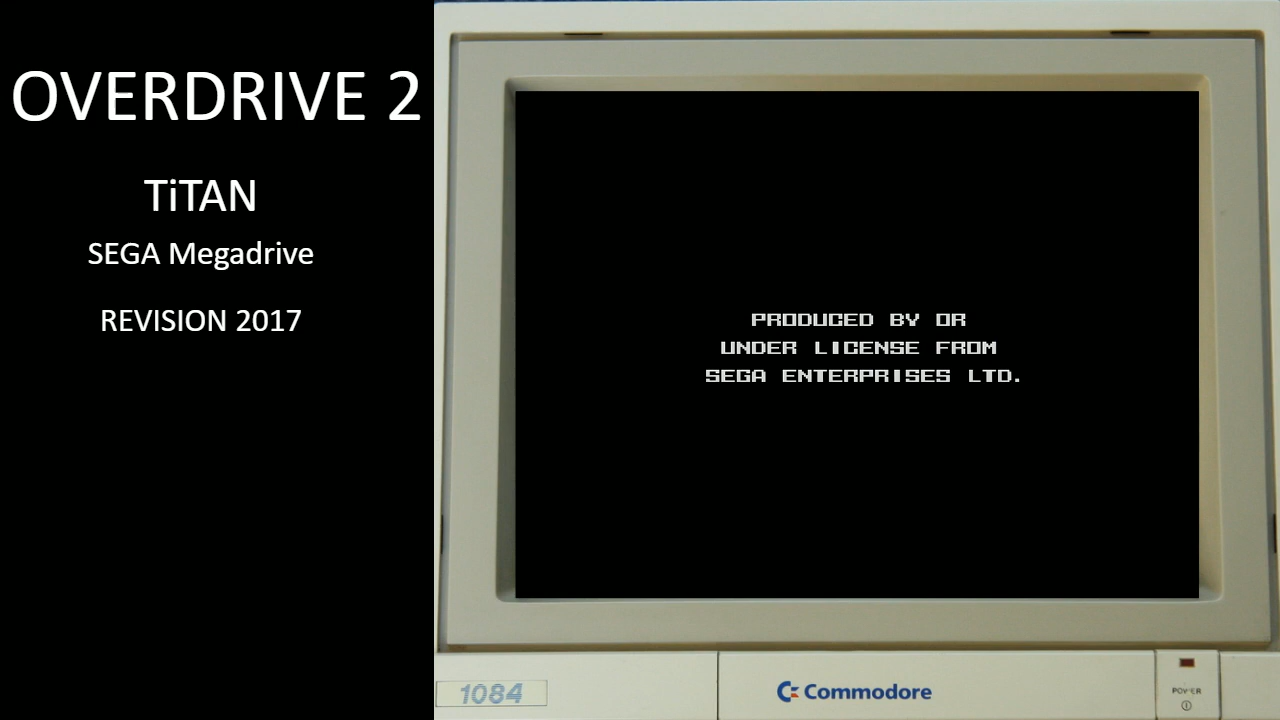 OVERDRIVE 2
TiTAN
SEGA Megadrive
REVISION 2017
PRODUCED BY OR
UNDER LICENSE FROM
SEGA ENTERPRISES LTD.
1084
Commodore
POWER